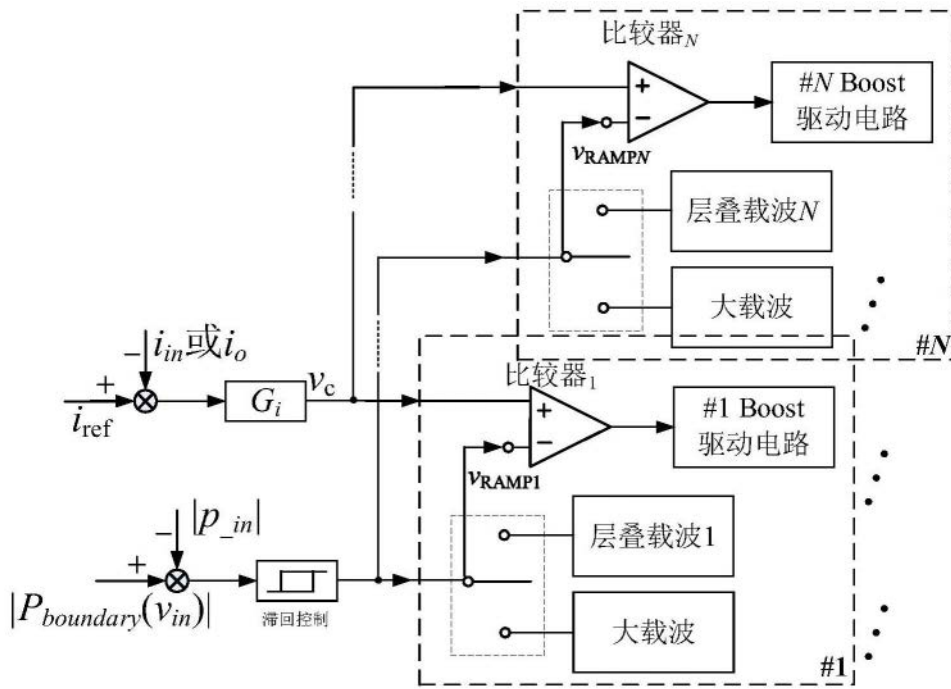 比较器N
+
−
#N Boost
驱动电路
vRAMPN
层叠载波N
大载波
#N
− iin或io
+
iref
Gi
vc
比较器1
+
−
#1 Boost
驱动电路
vRAMP1
层叠载波1
大载波
#1
− |p_in|
+
|Pboundary(vin)|
滞回控制